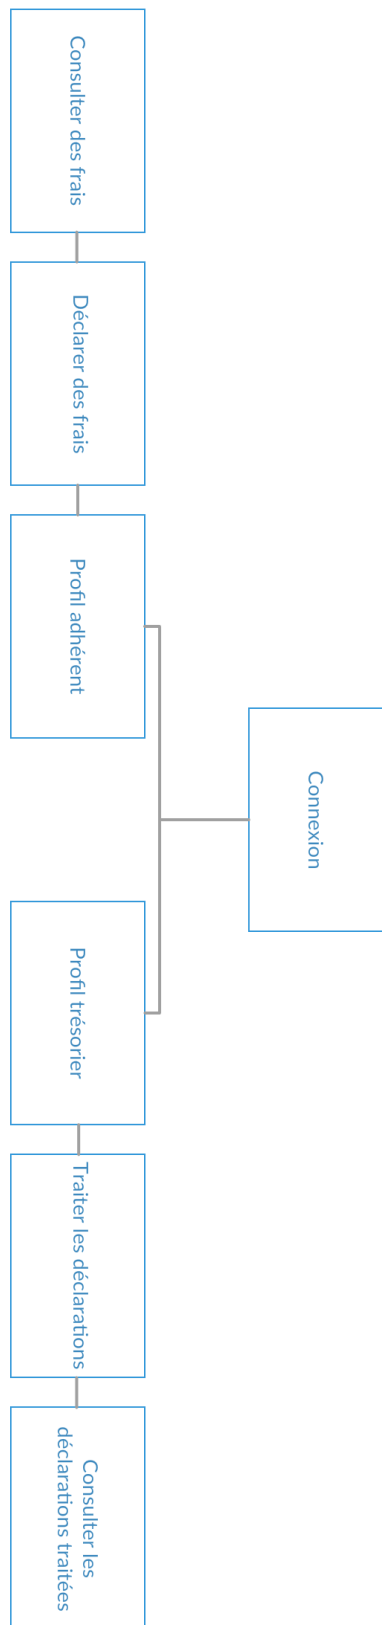 Connexion
Consulter des frais
Déclarer des frais
Profil adhérent
Profil trésorier
Traiter les déclarations
Consulter les
déclarations traitées